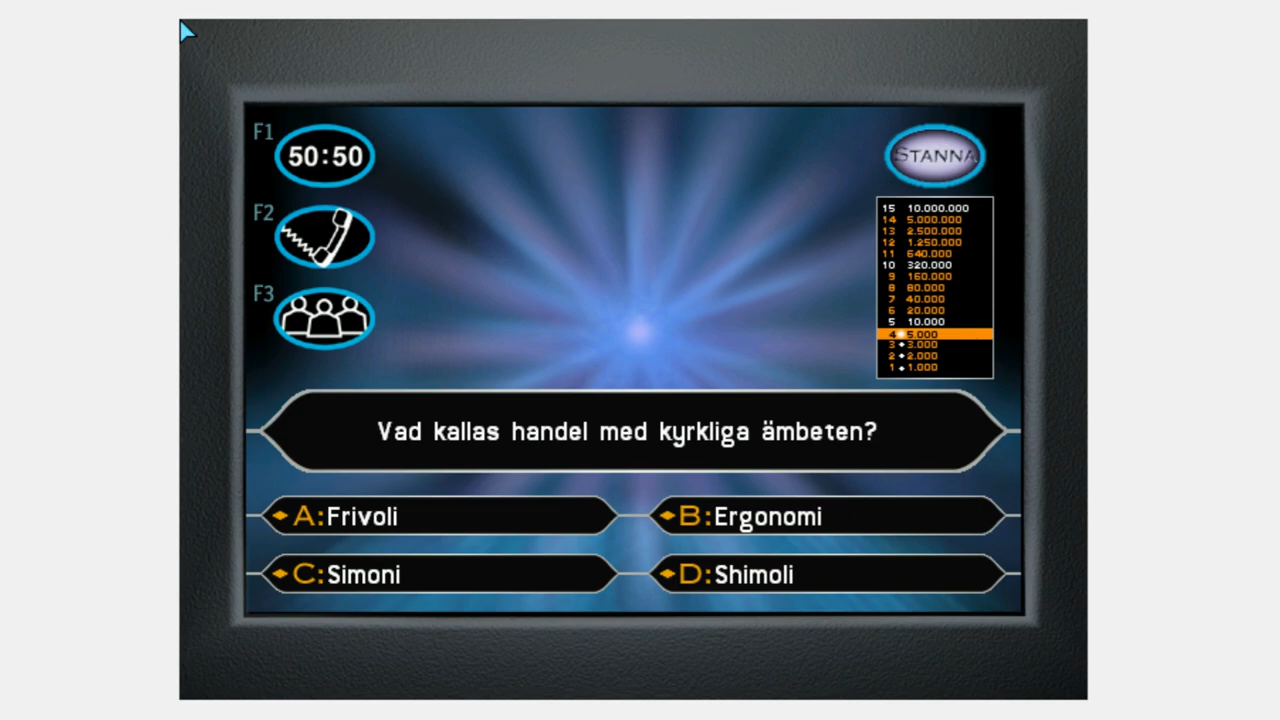 F1
50:50
STANNA
F2
F3
15 10.000.000
14 5.000.000
13 2.500.000
12 1.250.000
11 640.000
10 320.000
9 160.000
8 80.000
7 40.000
6 20.000
5 10.000
4 5.000
3 3.000
2 2.000
1 1.000
Vad kallas handel med kyrkliga ämbeten?
A: Frivoli
B: Ergonomi
C: Simoni
D: Shimoli